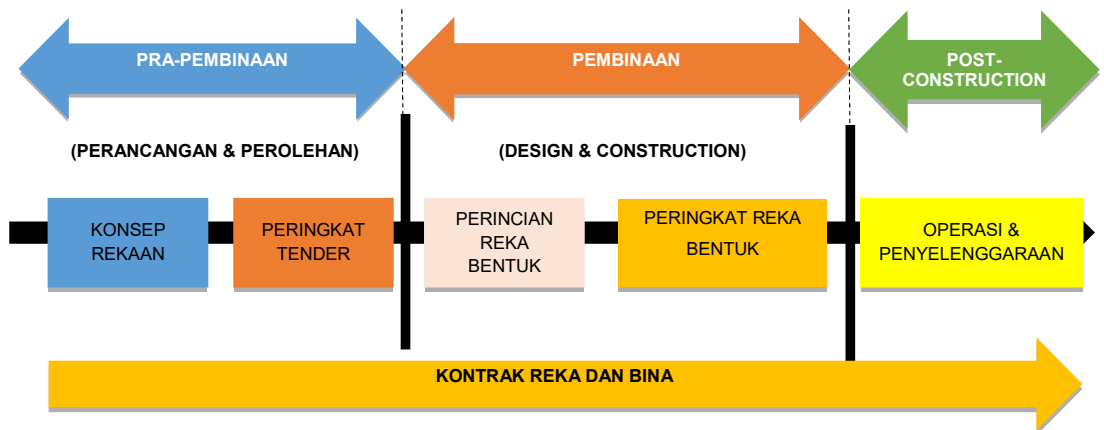 PRA-PEMBINAAN
PEMBINAAN
POST-
CONSTRUCTION
(PERANCANGAN & PEROLEHAN)
(DESIGN & CONSTRUCTION)
KONSEP
REKAAN
PERINGKAT
TENDER
PERINCIAN
REKA
BENTUK
PERINGKAT REKA
BENTUK
OPERASI &
PENYELENGGARAAN
KONTRAK REKA DAN BINA